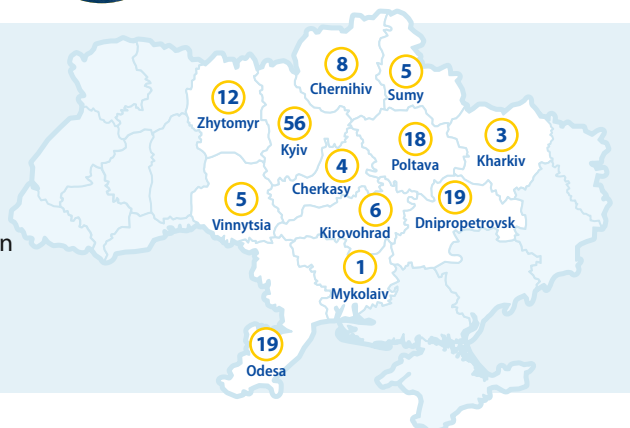 8
Chernihiv
5
Sumy
12
Zhytomyr
56
Kyiv
18
Poltava
3
Kharkiv
4
Cherkasy
5
Vinnytsia
6
Kirovohrad
19
Dnipropetrovsk
n
1
Mykolaiv
19
Odesa